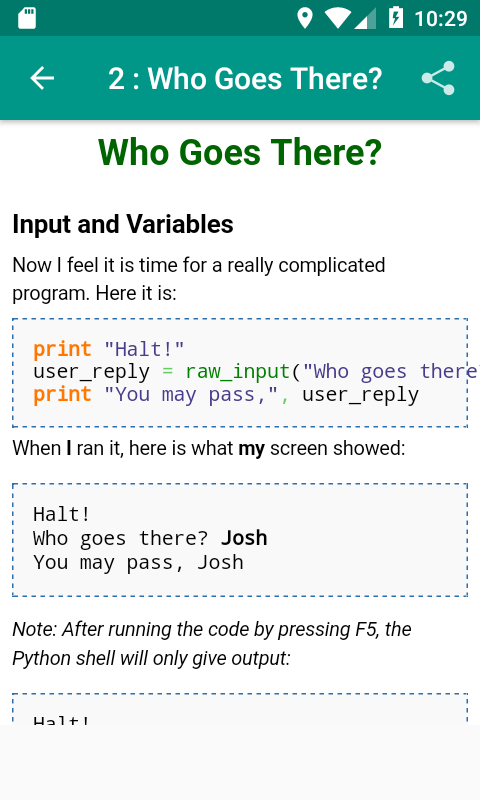 10:29
2 : Who Goes There?
Who Goes There?
Input and Variables
Now I feel it is time for a really complicated
program. Here it is:
print "Halt!"
user_reply = raw_input("Who goes there
print "You may pass,", user_reply
When I ran it, here is what my screen showed:
Halt!
Who goes there? Josh
You may pass, Josh
Note: After running the code by pressing F5, the
Python shell will only give output:
Halt!